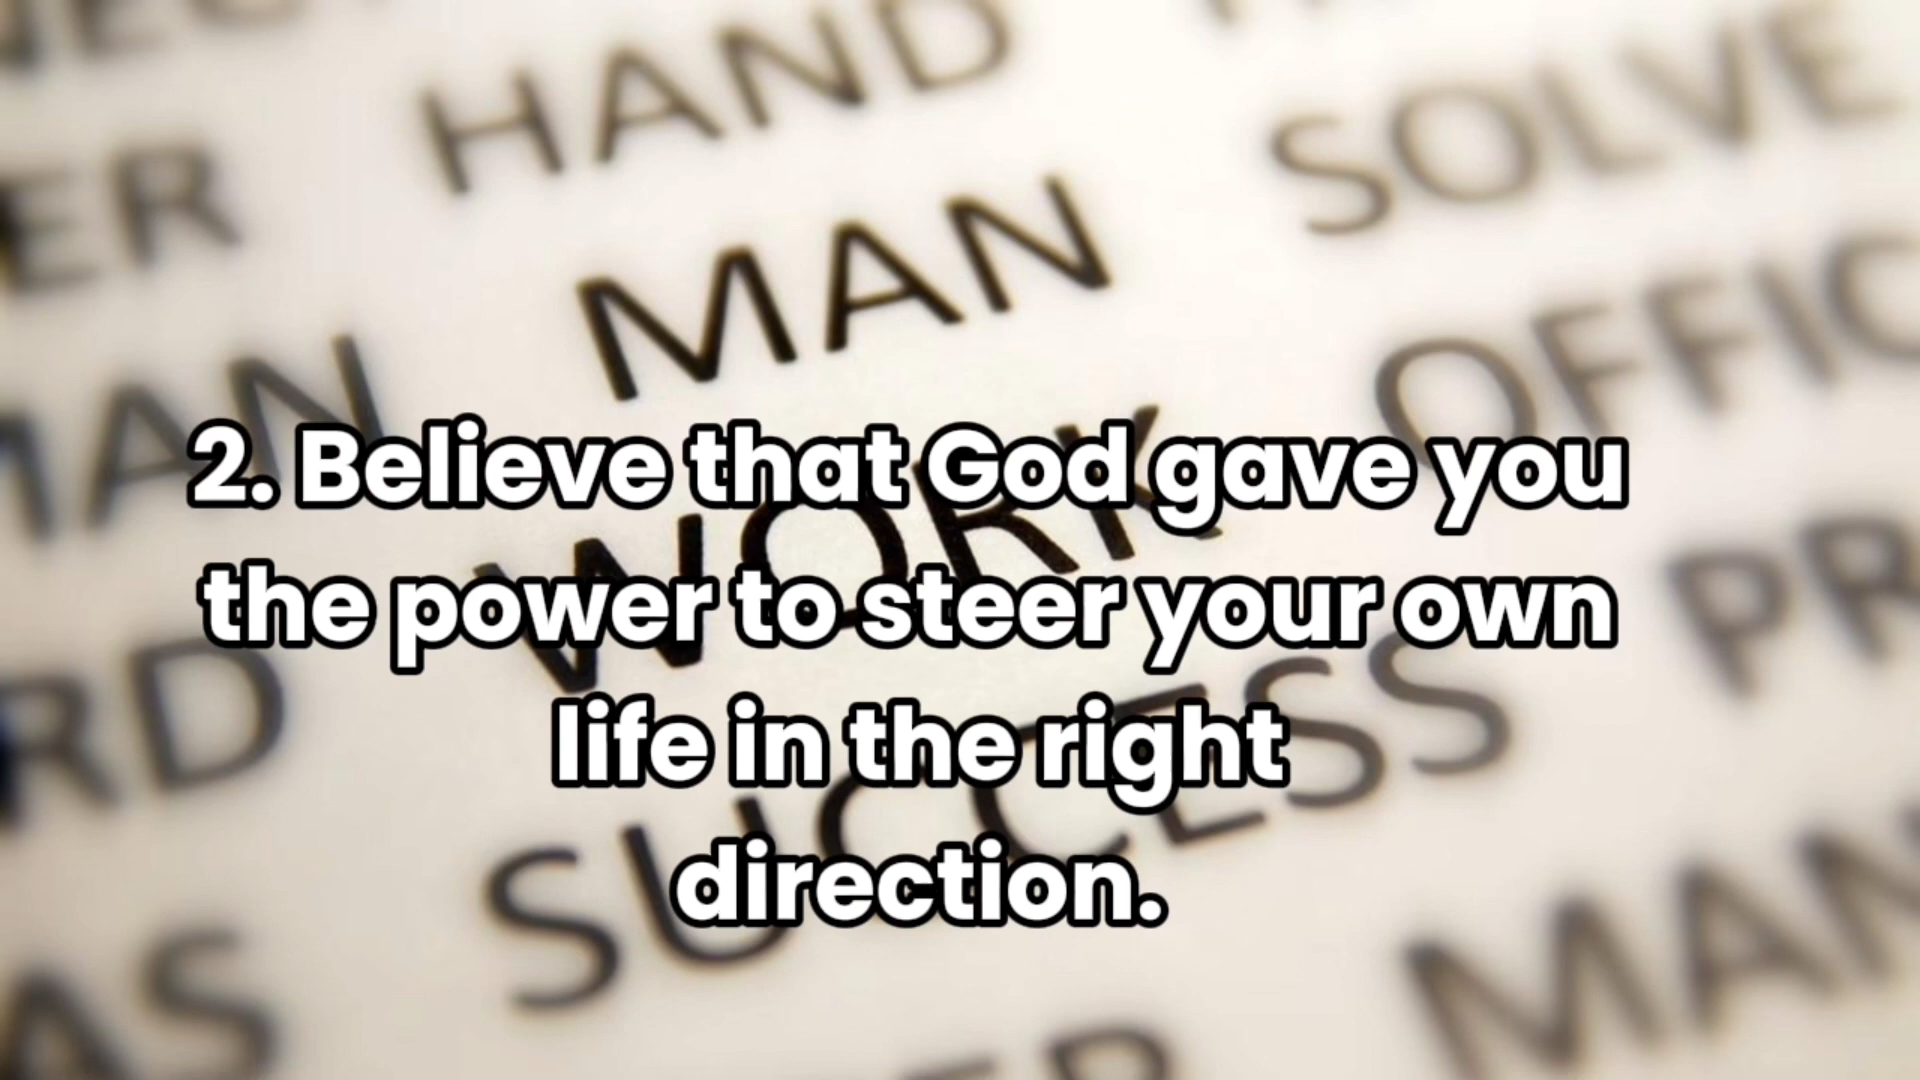 HAND
SOLVE
ER
MAN
2. Believe that God gave you
WORK
the power to steer your own
life in the right
SUCCESS
direction.